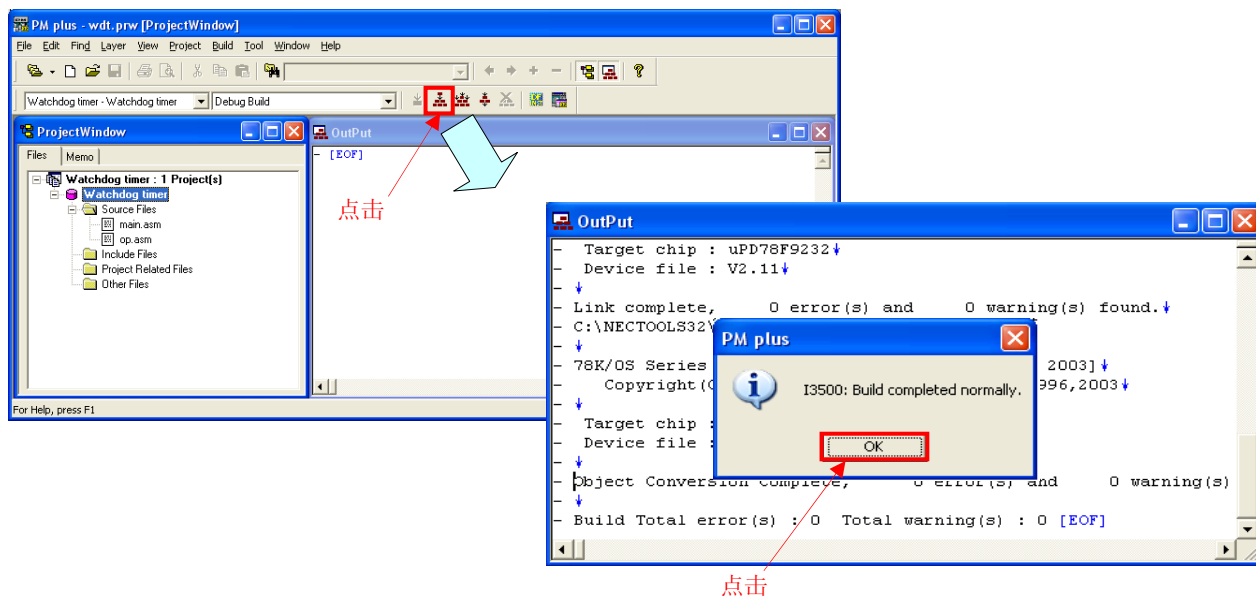 PM plus - wdt.prw [ProjectWindow]
File Edit Find Layer View Project Build Tool Window Help
Watchdog timer - Watchdog timer Debug Build
ProjectWindow
OutPut
Files Memo
- [EOF]
Watchdog timer : 1 Project(s)
Watchdog timer
Source Files
main.asm
op.asm
Include Files
Project Related Files
Other Files
点击
For Help, press F1
OutPut
- Target chip : uPD78F9232↓
- Device file : V2.11↓
- ↓
- Link complete, 0 error(s) and 0 warning(s) found.↓
- C:\NECTOOLS32\
- ↓
- 78K/0S Series 2003]↓
- Copyright(C 996,2003↓
- ↓
- Target chip :
- Device file :
- ↓
- Object Conversion Complete, 0 error(s) and 0 warning(s)
- ↓
- Build Total error(s) : 0 Total warning(s) : 0 [EOF]
PM plus
I3500: Build completed normally.
OK
点击